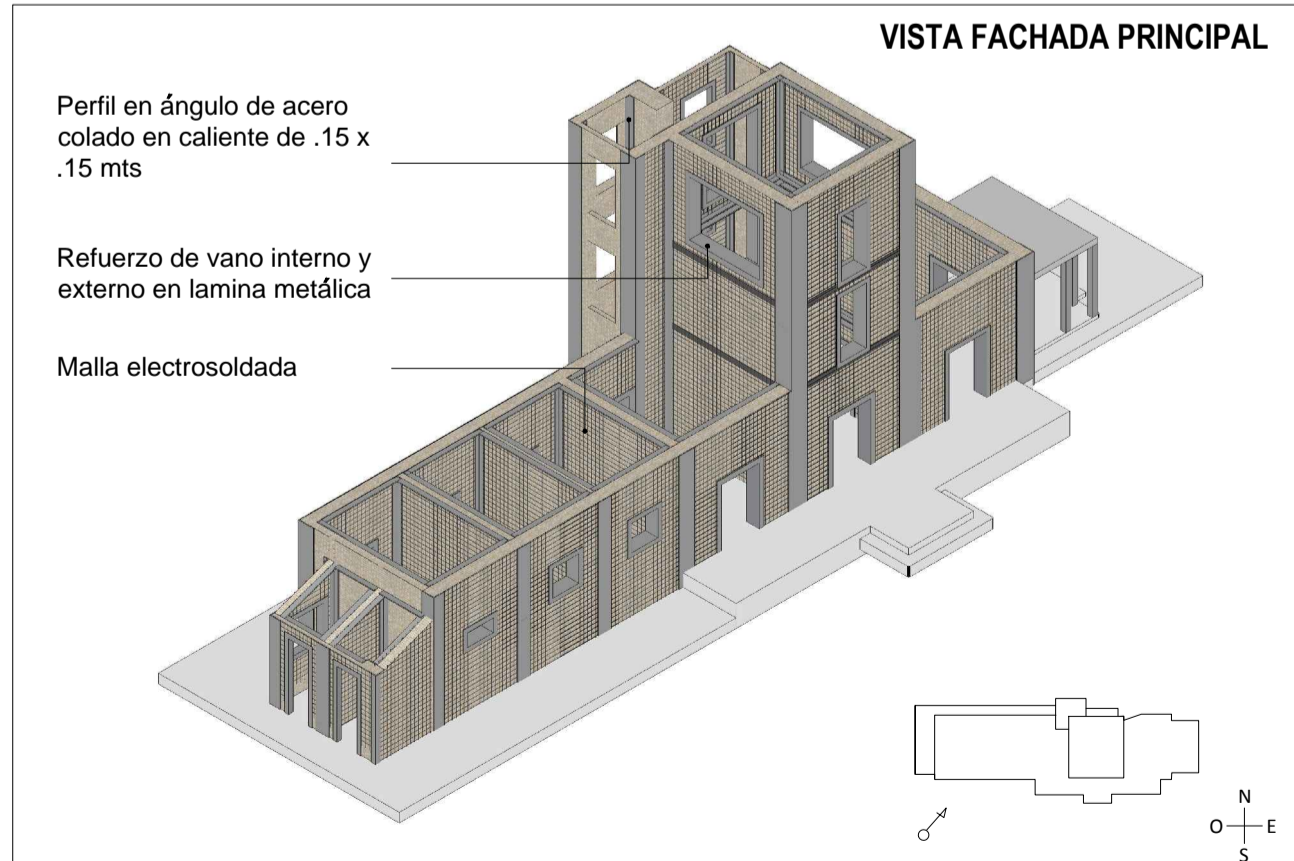 VISTA FACHADA PRINCIPAL
Perfil en ángulo de acero
colado en caliente de .15 x
.15 mts
Refuerzo de vano interno y
externo en lamina metálica
Malla electrosoldada
N
O E
S